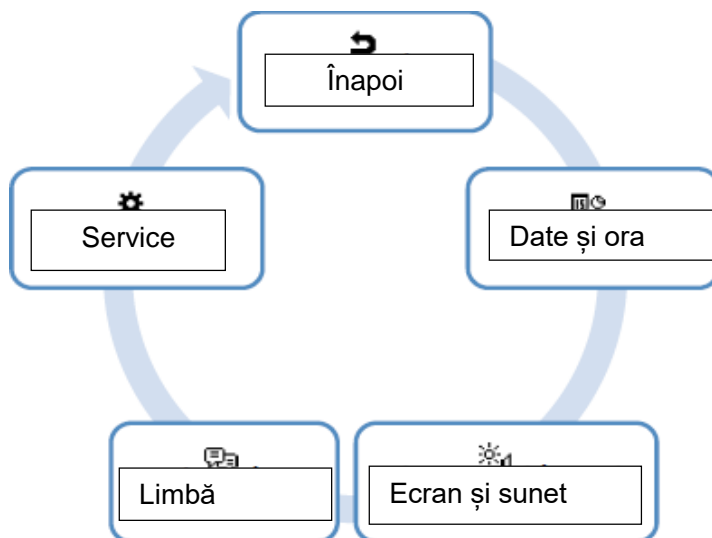 Înapoi
Service
Date și ora
Limbă
Ecran și sunet